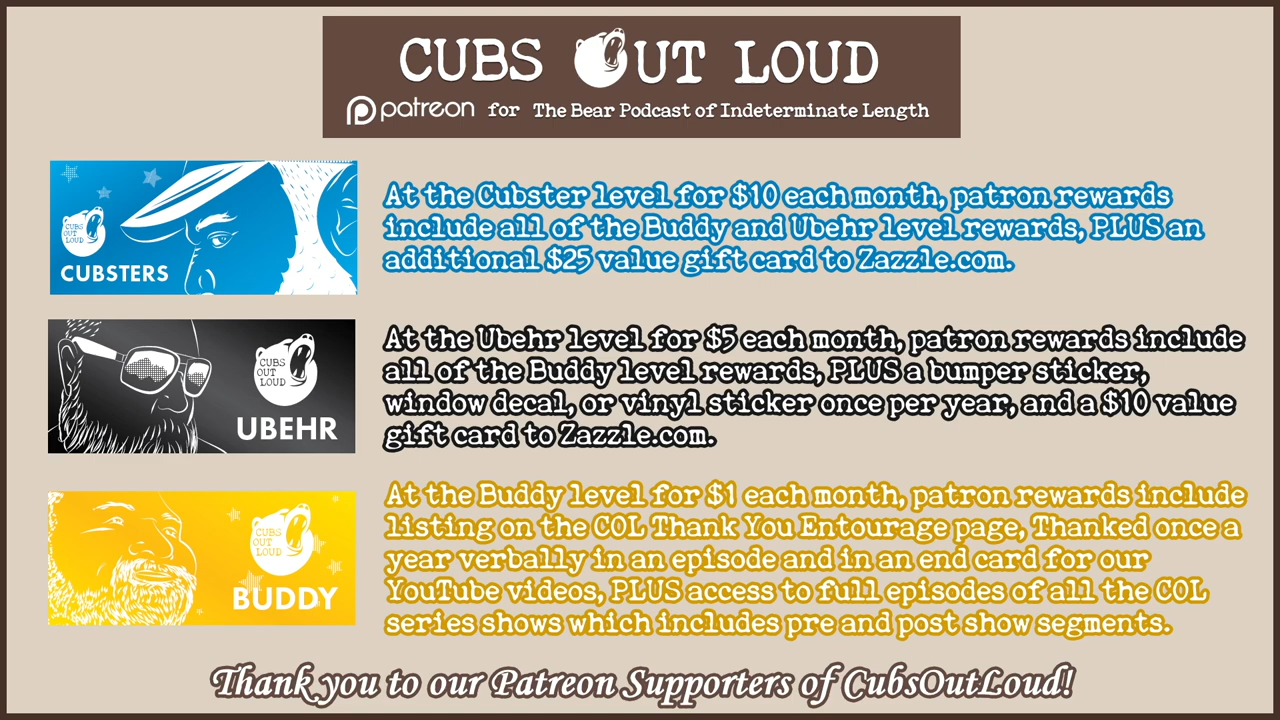 CUBS OUT LOUD
patreon for The Bear Podcast of Indeterminate Length
CUBS
OUT
LOUD
CUBSTERS
At the Cubster level for $10 each month, patron rewards
include all of the Buddy and Ubehr level rewards, PLUS an
additional $25 value gift card to Zazzle.com.
CUBS
OUT
LOUD
UBEHR
At the Ubehr level for $5 each month, patron rewards include
all of the Buddy level rewards, PLUS a bumper sticker,
window decal, or vinyl sticker once per year, and a $10 value
gift card to Zazzle.com.
CUBS
OUT
LOUD
BUDDY
At the Buddy level for $1 each month, patron rewards include
listing on the COL Thank You Entourage page, Thanked once a
year verbally in an episode and in an end card for our
YouTube videos, PLUS access to full episodes of all the COL
series shows which includes pre and post show segments.
Thank you to our Patreon Supporters of CubsOutLoud!